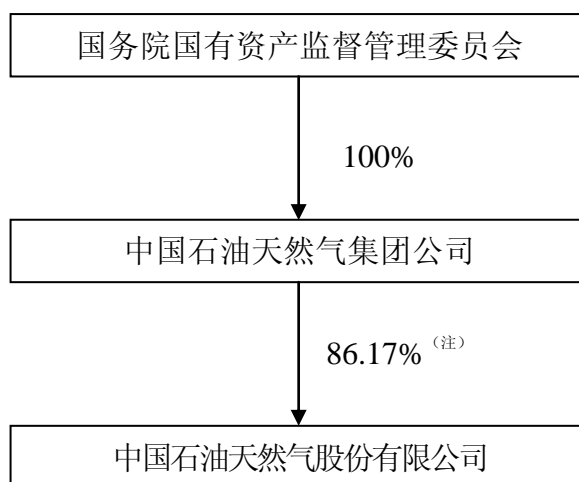 国务院国有资产监督管理委员会
100%
中国石油天然气集团公司
86.17%（注）
中国石油天然气股份有限公司